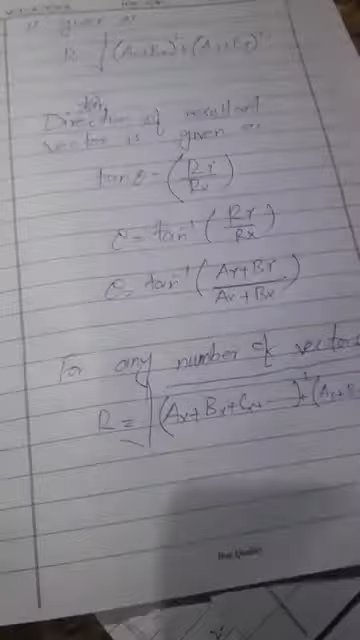 is given as
R = √(Ax+Bx)²+(Ay+By)²
Direction of resultant
vector is given as
tanθ = (Ry/Rx)
θ = tan⁻¹ (Ry/Rx)
θ = tan⁻¹ (Ay+By/Ax+Bx)
For any number of vectors
R = √(Ax+Bx+Cx+---)²+(Ay+B